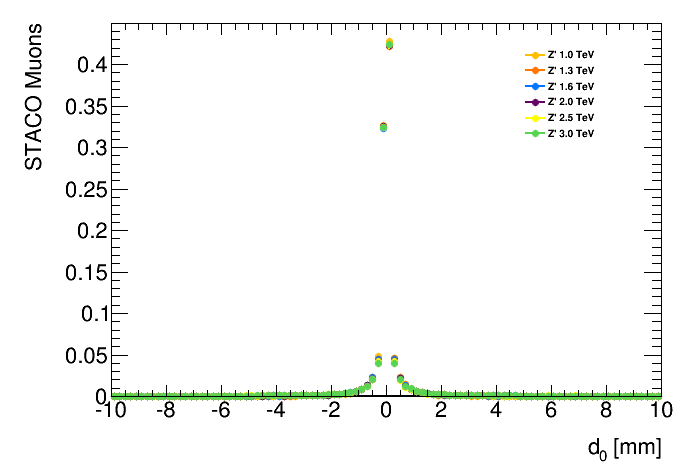 STACO Muons
0.4
0.35
0.3
0.25
0.2
0.15
0.1
0.05
0
-10 -8 -6 -4 -2 0 2 4 6 8 10
d0 [mm]
Z' 1.0 TeV
Z' 1.3 TeV
Z' 1.6 TeV
Z' 2.0 TeV
Z' 2.5 TeV
Z' 3.0 TeV